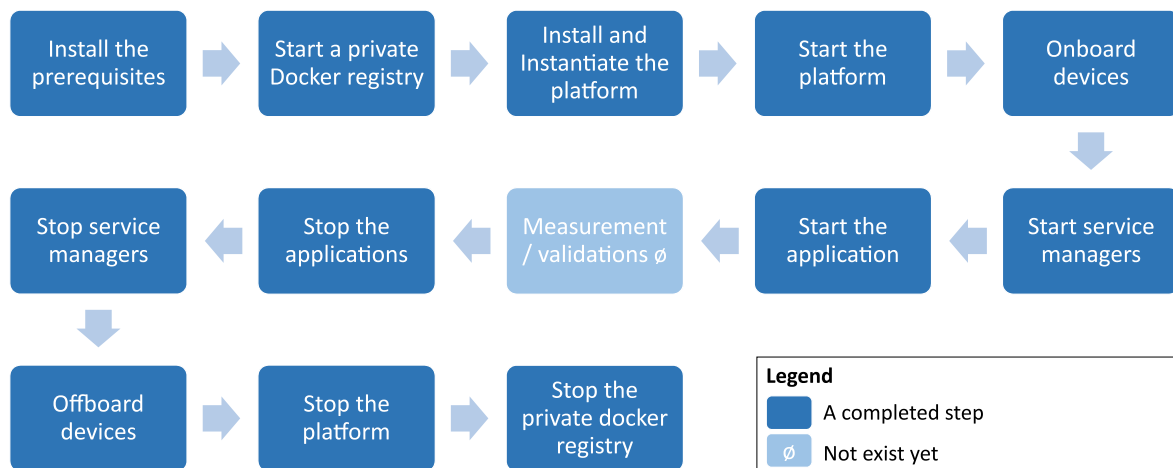 Install the
prerequisites
Start a private
Docker registry
Install and
Instantiate the
platform
Start the
platform
Onboard
devices
Start service
managers
Start the
application
Measurement
/ validations ø
Stop the
applications
Stop service
managers
Offboard
devices
Stop the
platform
Stop the
private docker
registry
Legend
A completed step
ø Not exist yet